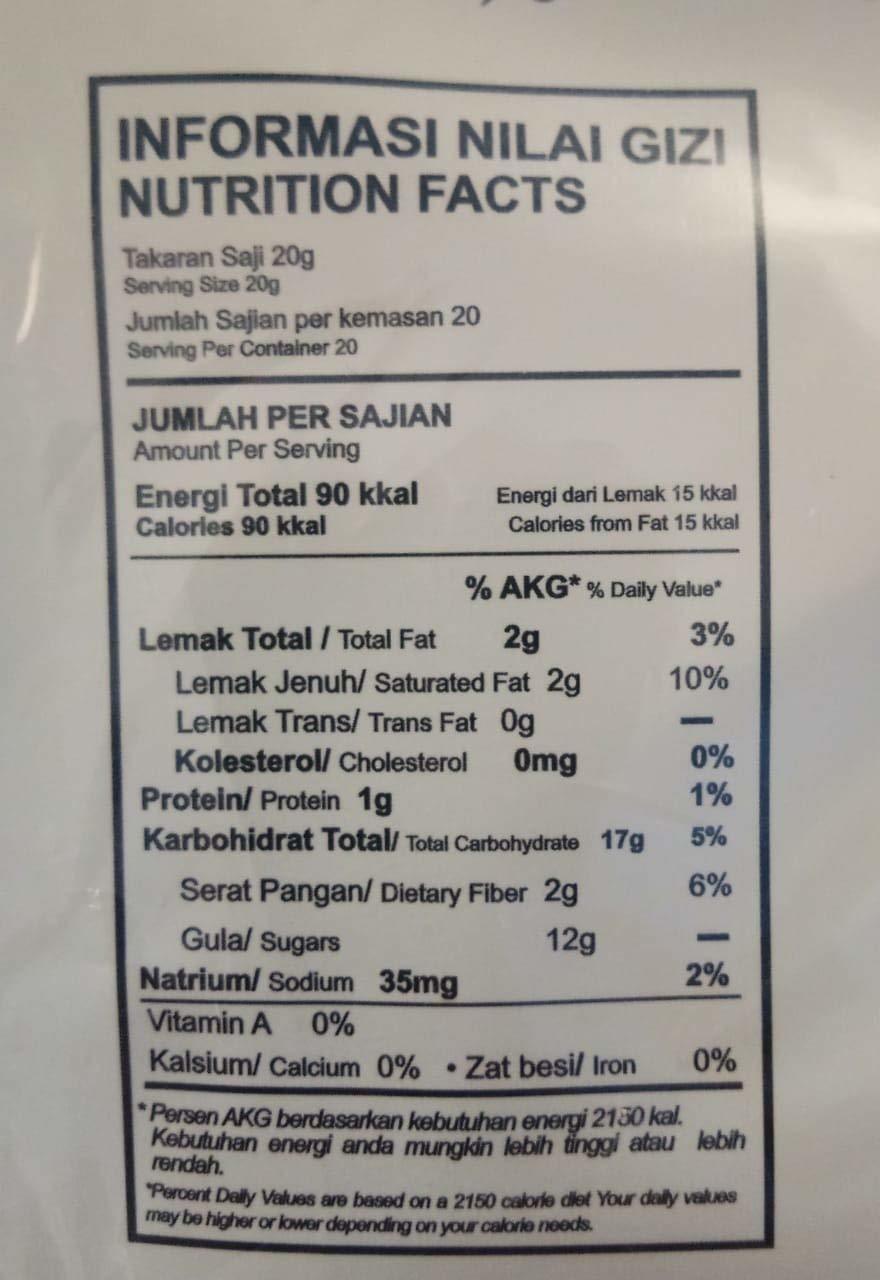 INFORMASI NILAI GIZI
NUTRITION FACTS
Takaran Saji 20g
Serving Size 20g
Jumlah Sajian per kemasan 20
Serving Per Container 20
JUMLAH PER SAJIAN
Amount Per Serving
Energi Total 90 kkal Energi dari Lemak 15 kkal
Calories 90 kkal Calories from Fat 15 kkal
% AKG* % Daily Value*
Lemak Total / Total Fat 2g 3%
Lemak Jenuh/ Saturated Fat 2g 10%
Lemak Trans/ Trans Fat 0g —
Kolesterol/ Cholesterol 0mg 0%
Protein/ Protein 1g 1%
Karbohidrat Total/ Total Carbohydrate 17g 5%
Serat Pangan/ Dietary Fiber 2g 6%
Gula/ Sugars 12g —
Natrium/ Sodium 35mg 2%
Vitamin A 0%
Kalsium/ Calcium 0% • Zat besi/ Iron 0%
*Persen AKG berdasarkan kebutuhan energi 2150 kal.
Kebutuhan energi anda mungkin lebih tinggi atau lebih
rendah.
*Percent Daily Values are based on a 2150 calorie diet Your daily values
may be higher or lower depending on your calorie needs.